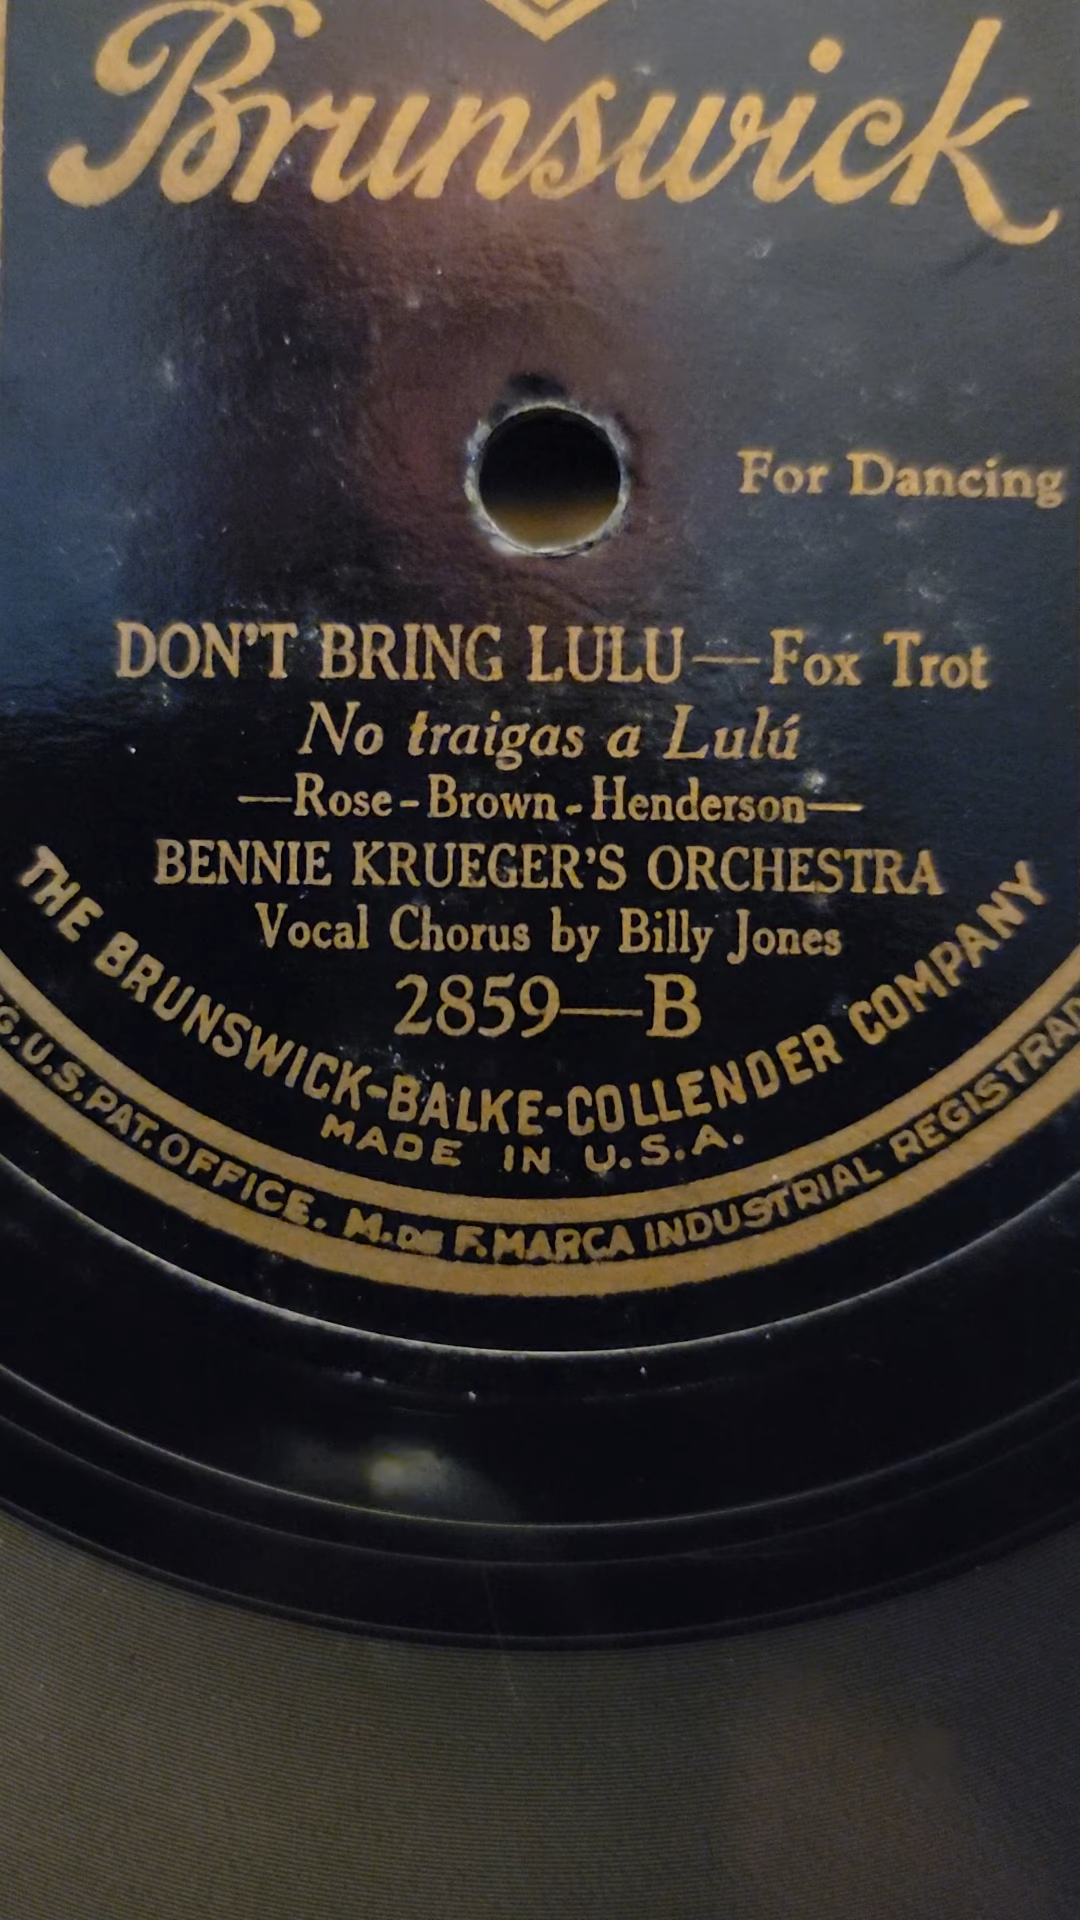 Brunswick
For Dancing
DON'T BRING LULU—Fox Trot
No traigas a Lulú
—Rose-Brown-Henderson—
BENNIE KRUEGER'S ORCHESTRA
Vocal Chorus by Billy Jones
2859—B
THE BRUNSWICK-BALKE-COLLENDER COMPANY
MADE IN U.S.A.
U.S. PAT. OFFICE. M. DE F. MARCA INDUSTRIAL